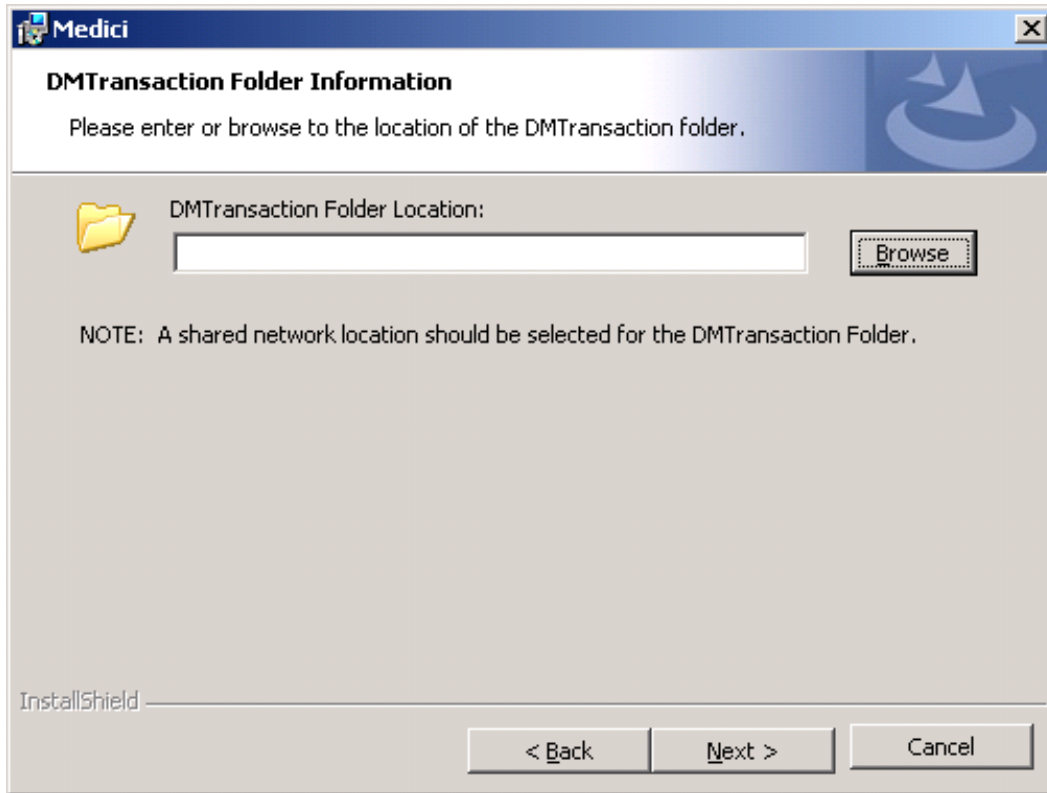 Medici
DMTransaction Folder Information
Please enter or browse to the location of the DMTransaction folder.
DMTransaction Folder Location:
Browse
NOTE: A shared network location should be selected for the DMTransaction Folder.
InstallShield
< Back
Next >
Cancel